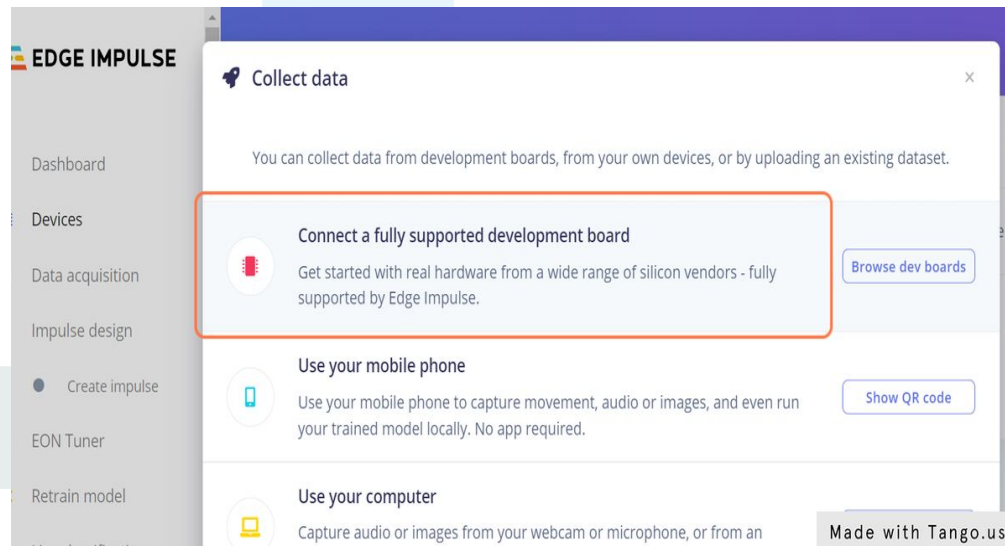 EDGE IMPULSE
Dashboard
Devices
Data acquisition
Impulse design
Create impulse
EON Tuner
Retrain model
Collect data
×
You can collect data from development boards, from your own devices, or by uploading an existing dataset.
Connect a fully supported development board
Get started with real hardware from a wide range of silicon vendors - fully
supported by Edge Impulse.
Browse dev boards
Use your mobile phone
Use your mobile phone to capture movement, audio or images, and even run
your trained model locally. No app required.
Show QR code
Use your computer
Capture audio or images from your webcam or microphone, or from an
Made with Tango.us